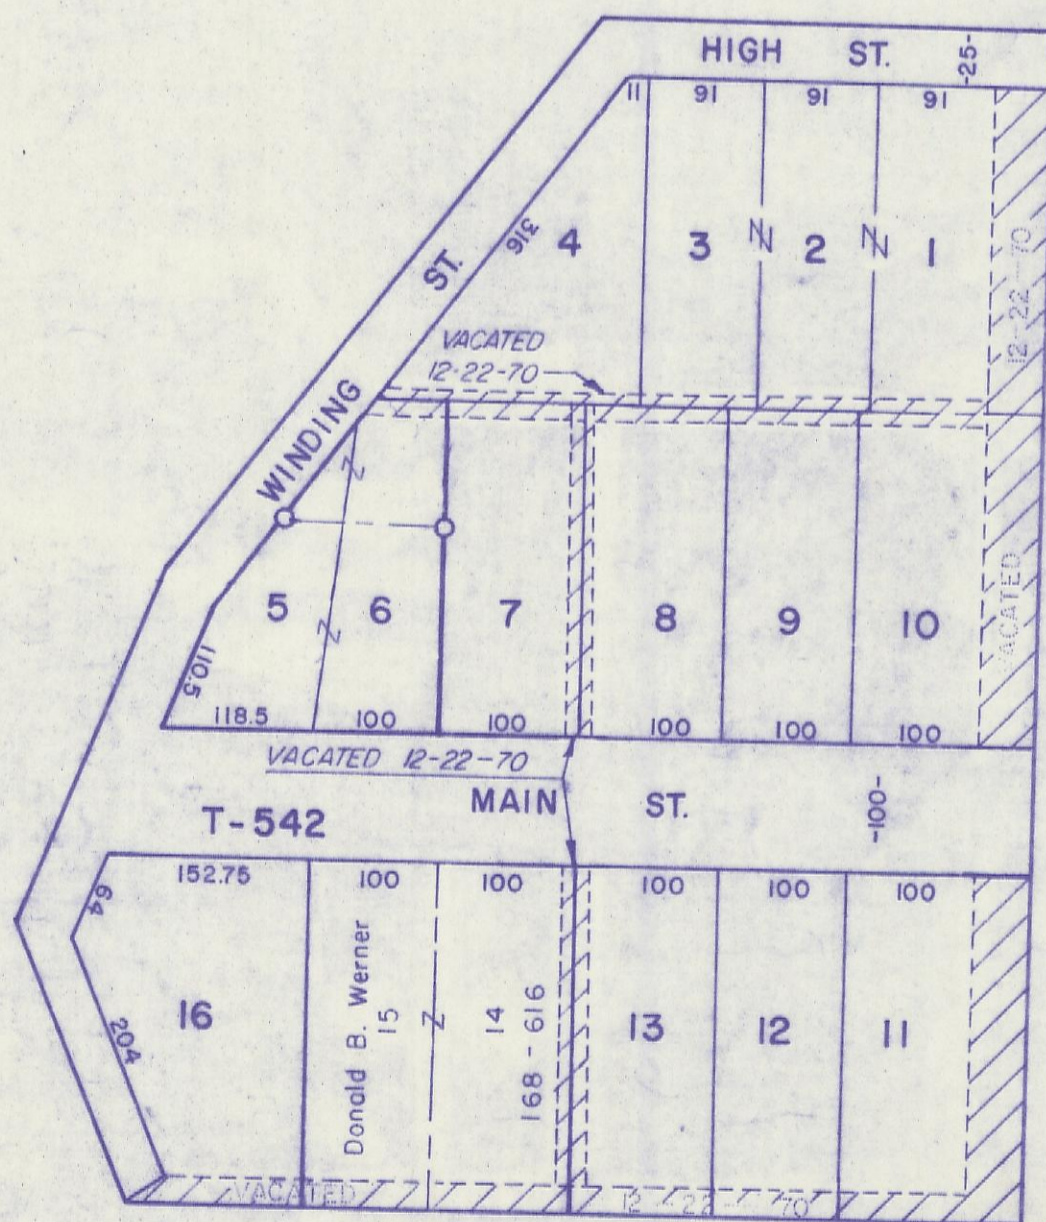 HIGH ST. -25-
11 91 91 91
316
4 3 2 1
12-22-70
WINDING ST.
VACATED
12-22-70
5 6 7 8 9 10
VACATED
110.5
118.5 100 100 100 100 100
VACATED 12-22-70
MAIN ST. -100-
T-542
152.75 100 100 100 100 100
64
204
16
Donald B. Werner
15
14
168-616
13 12 11
VACATED 12-22-70